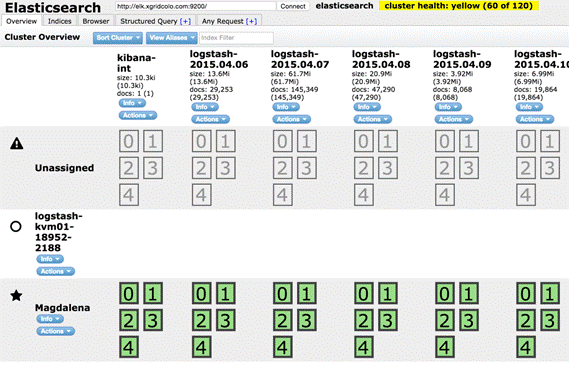 Elasticsearch http://elk.xgridcolo.com:9200/ Connect elasticsearch cluster health: yellow (60 of 120)
Overview Indices Browser Structured Query [+] Any Request [+]
Cluster Overview Sort Cluster View Aliases Index Filter
kibana-int
size: 10.3ki (10.3ki)
docs: 1 (1)
Info
Actions
logstash-2015.04.06
size: 13.6Mi (13.6Mi)
docs: 29,253 (29,253)
Info
Actions
logstash-2015.04.07
size: 61.7Mi (61.7Mi)
docs: 145,349 (145,349)
Info
Actions
logstash-2015.04.08
size: 20.9Mi (20.9Mi)
docs: 47,290 (47,290)
Info
Actions
logstash-2015.04.09
size: 3.92Mi (3.92Mi)
docs: 8,068 (8,068)
Info
Actions
logstash-2015.04.10
size: 6.99Mi (6.99Mi)
docs: 19,864 (19,864)
Info
Actions
Unassigned
0 1 0 1 0 1 0 1 0 1 0 1
2 3 2 3 2 3 2 3 2 3 2 3
4 4 4 4 4 4
logstash-kvm01-18952-2188
Info
Actions
Magdalena
Info
Actions
0 1 0 1 0 1 0 1 0 1 0 1
2 3 2 3 2 3 2 3 2 3 2 3
4 4 4 4 4 4